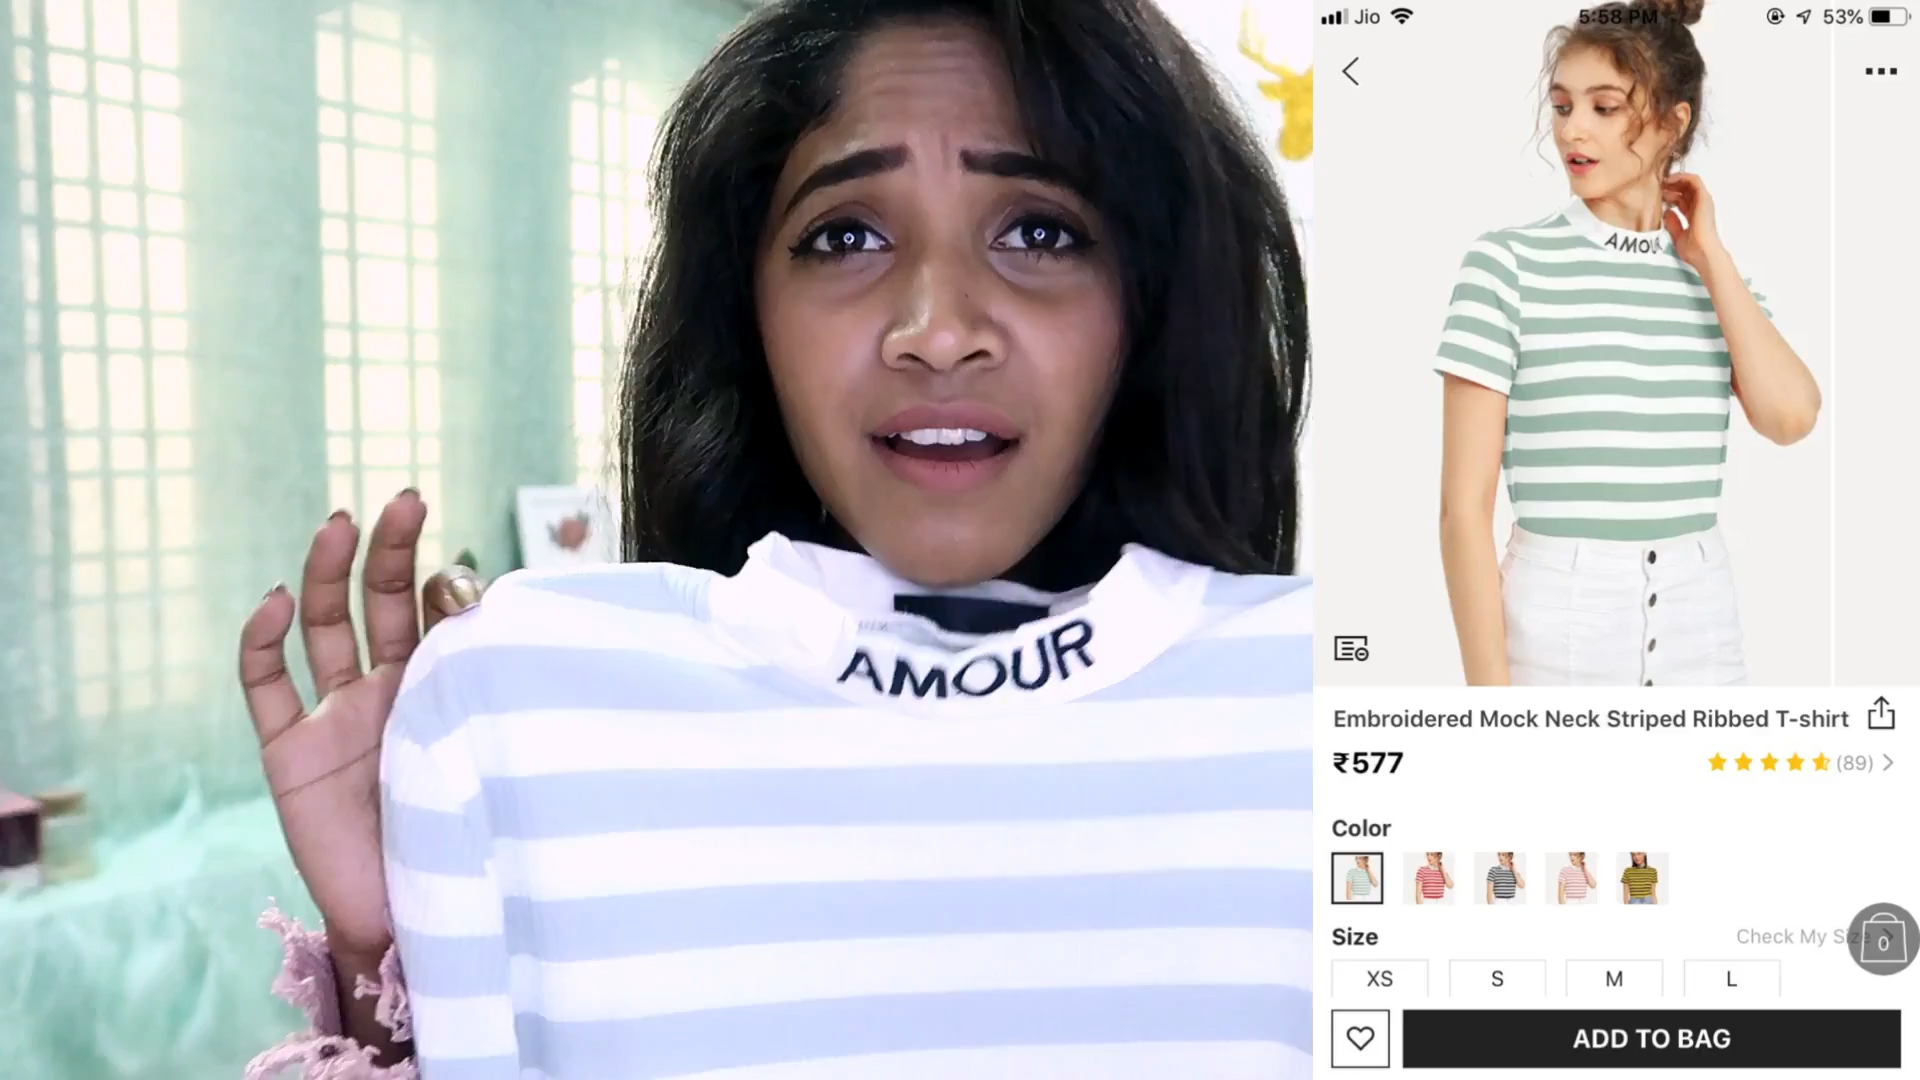 AMOUR
Jio
5:58 PM
53%
AMOU
Embroidered Mock Neck Striped Ribbed T-shirt
₹577
(89)
Color
Size
Check My Size
0
XS S M L
ADD TO BAG